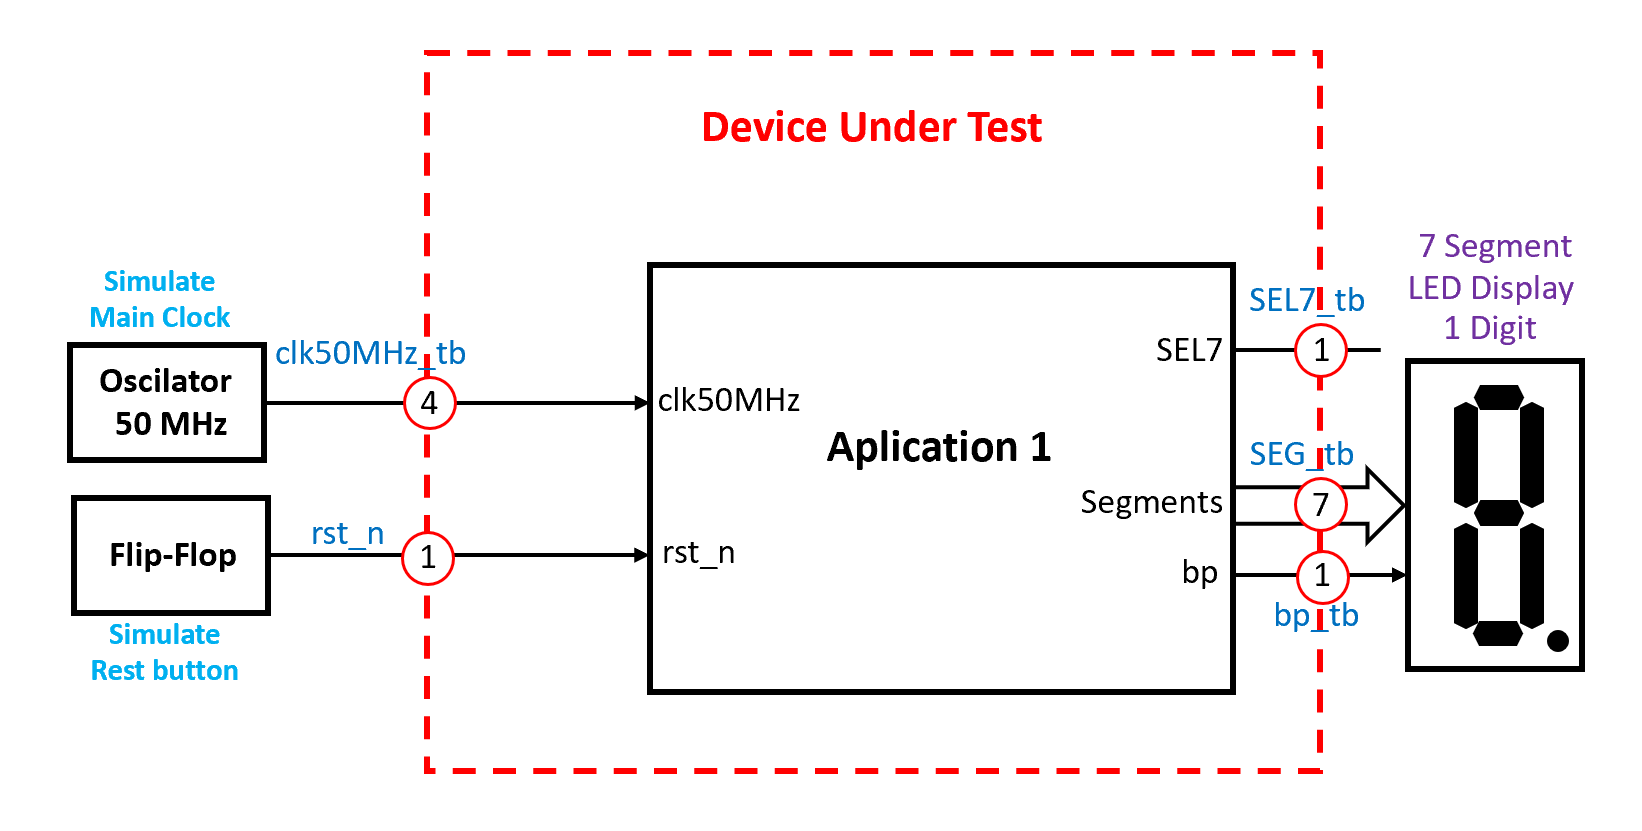 Device Under Test
Simulate
Main Clock
Oscilator
50 MHz
clk50MHz_tb
4
clk50MHz
Flip-Flop
Simulate
Rest button
rst_n
1
rst_n
Aplication 1
SEL7
SEL7_tb
1
Segments
SEG_tb
7
bp
1
bp_tb
7 Segment
LED Display
1 Digit